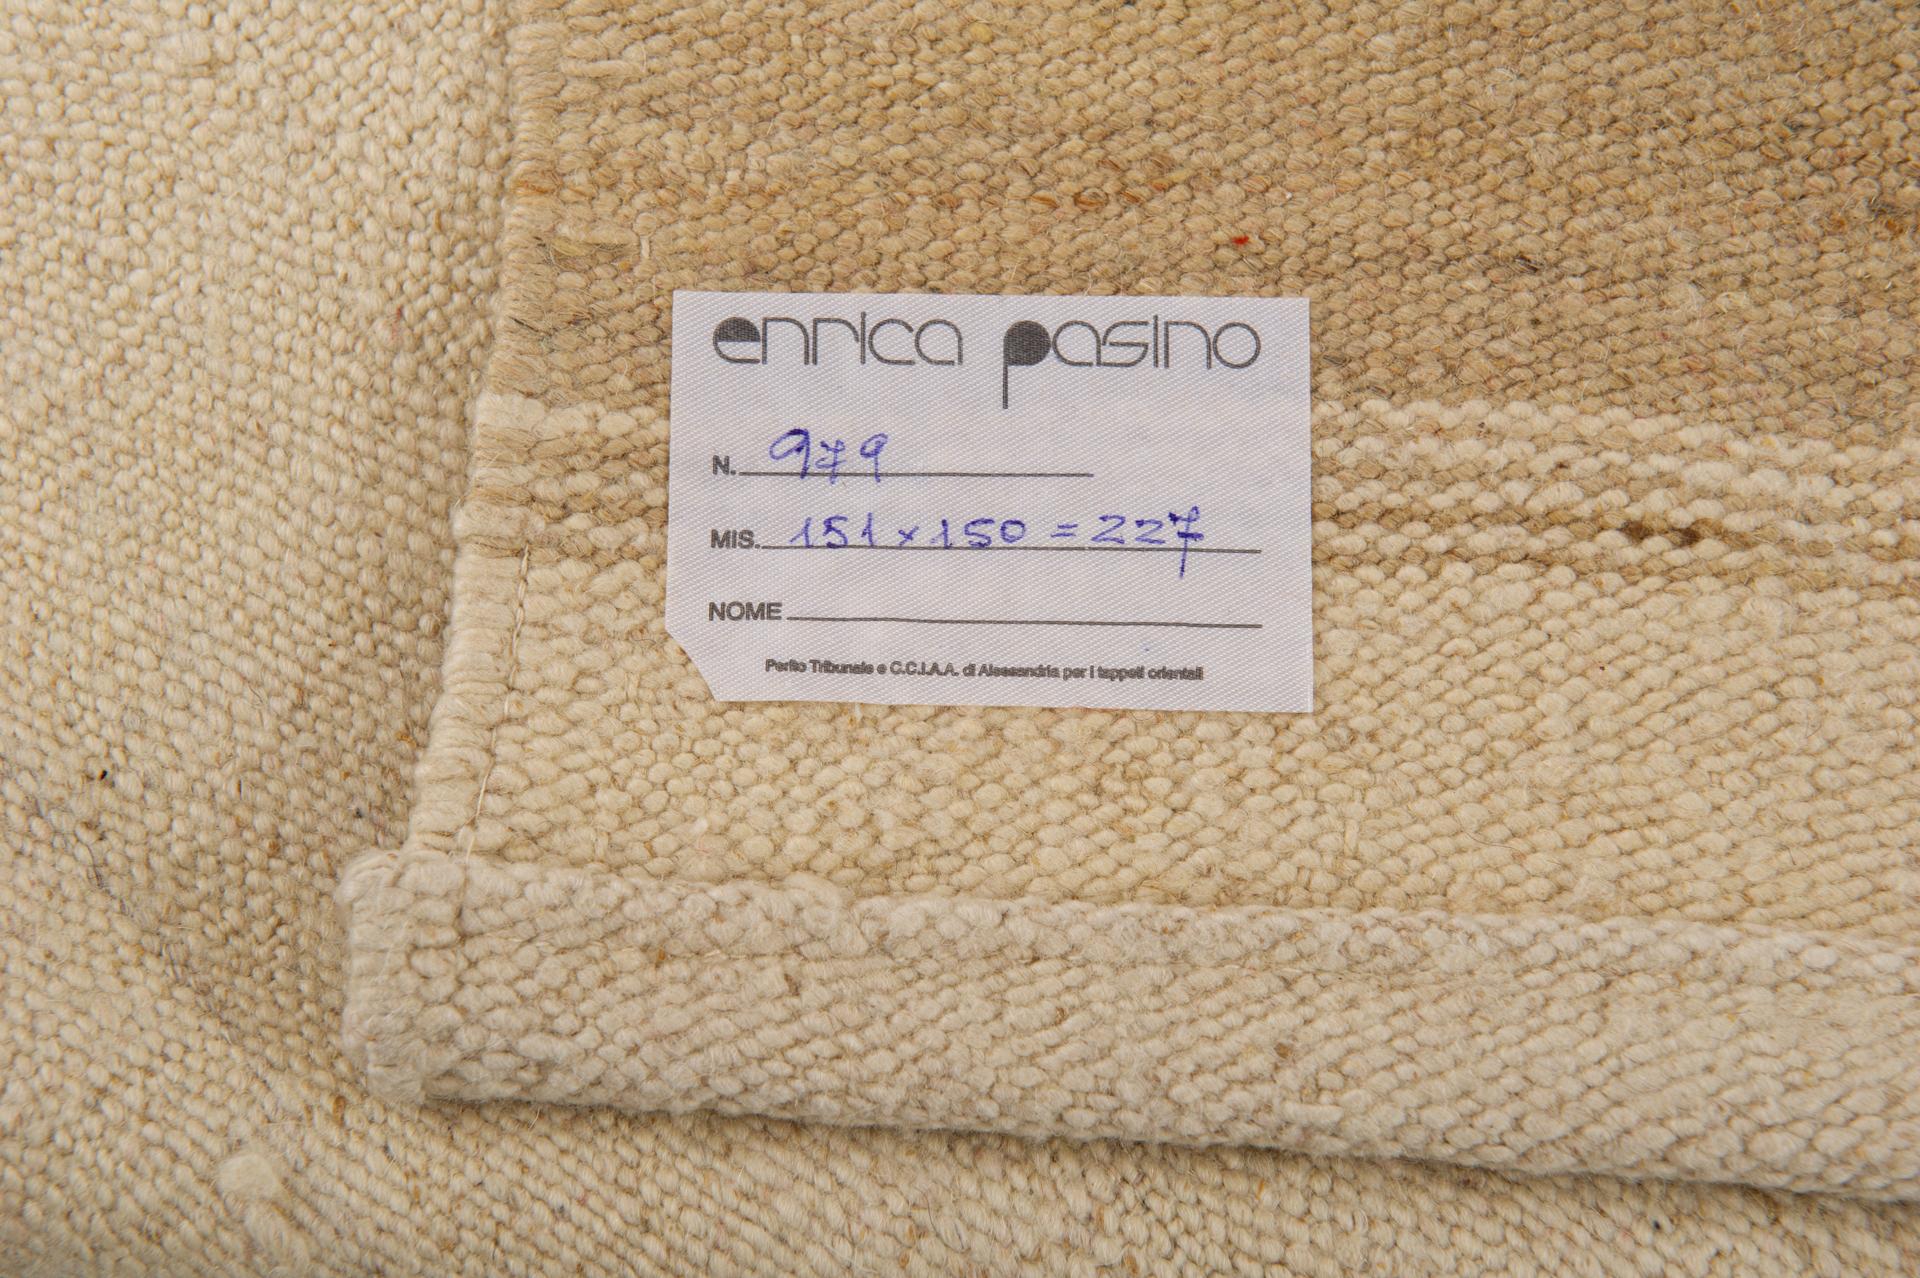 enrica pasino
N. 979
MIS. 151 x 150 = 227
NOME
Perito Tribunale e C.C.I.A.A. di Alessandria per i tappeti orientali